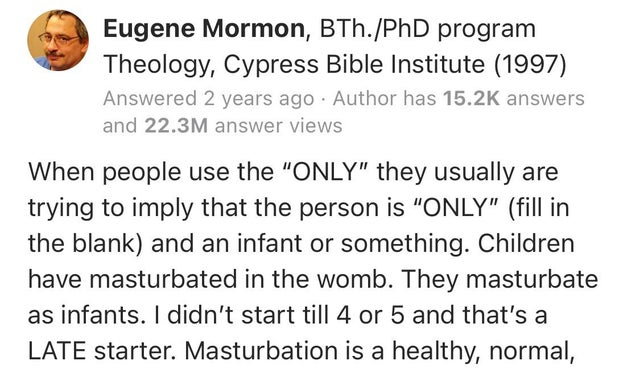 Eugene Mormon, BTh./PhD program
Theology, Cypress Bible Institute (1997)
Answered 2 years ago · Author has 15.2K answers
and 22.3M answer views
When people use the “ONLY” they usually are
trying to imply that the person is “ONLY” (fill in
the blank) and an infant or something. Children
have masturbated in the womb. They masturbate
as infants. I didn’t start till 4 or 5 and that’s a
LATE starter. Masturbation is a healthy, normal,